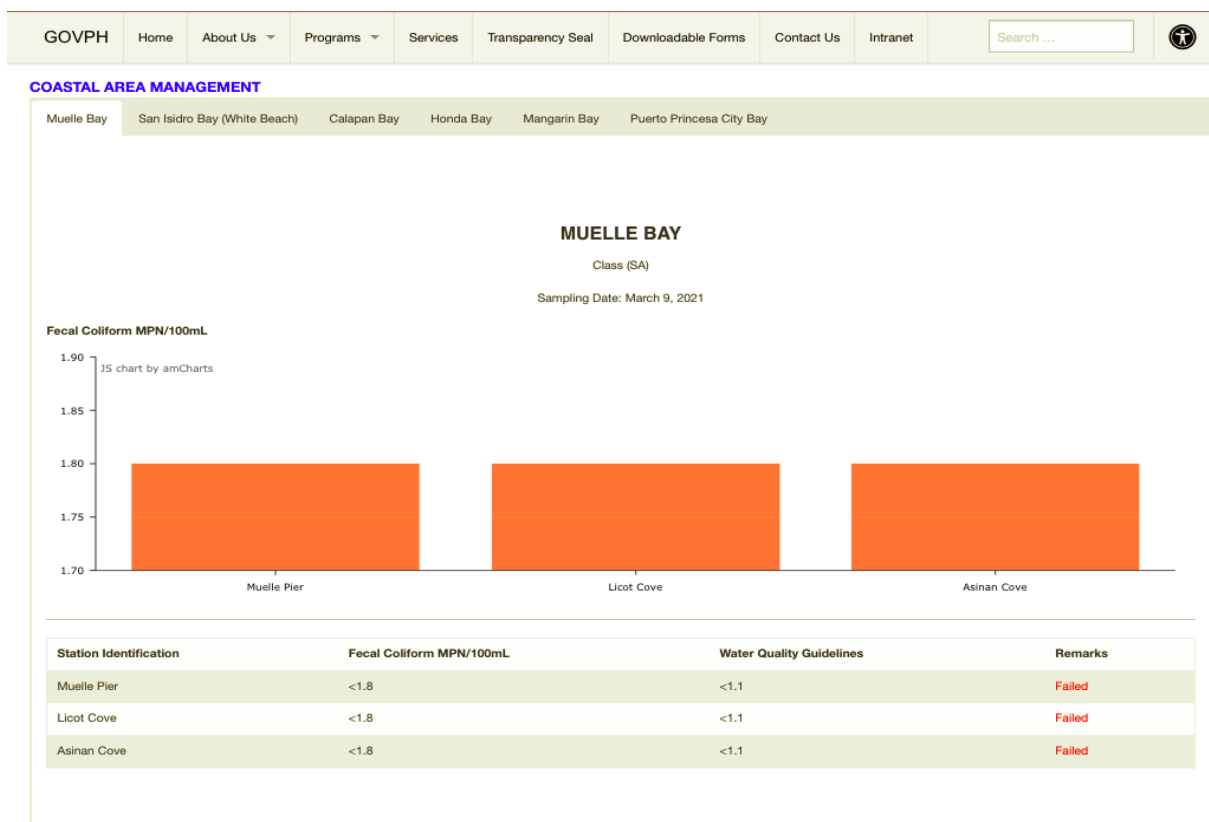 GOVPH Home About Us Programs Services Transparency Seal Downloadable Forms Contact Us Intranet Search ...
COASTAL AREA MANAGEMENT
Muelle Bay San Isidro Bay (White Beach) Calapan Bay Honda Bay Mangarin Bay Puerto Princesa City Bay
MUELLE BAY
Class (SA)
Sampling Date: March 9, 2021
Fecal Coliform MPN/100mL
1.90
JS chart by amCharts
1.85
1.80
1.75
1.70
Muelle Pier Licot Cove Asinan Cove
Station Identification Fecal Coliform MPN/100mL Water Quality Guidelines Remarks
Muelle Pier <1.8 <1.1 Failed
Licot Cove <1.8 <1.1 Failed
Asinan Cove <1.8 <1.1 Failed